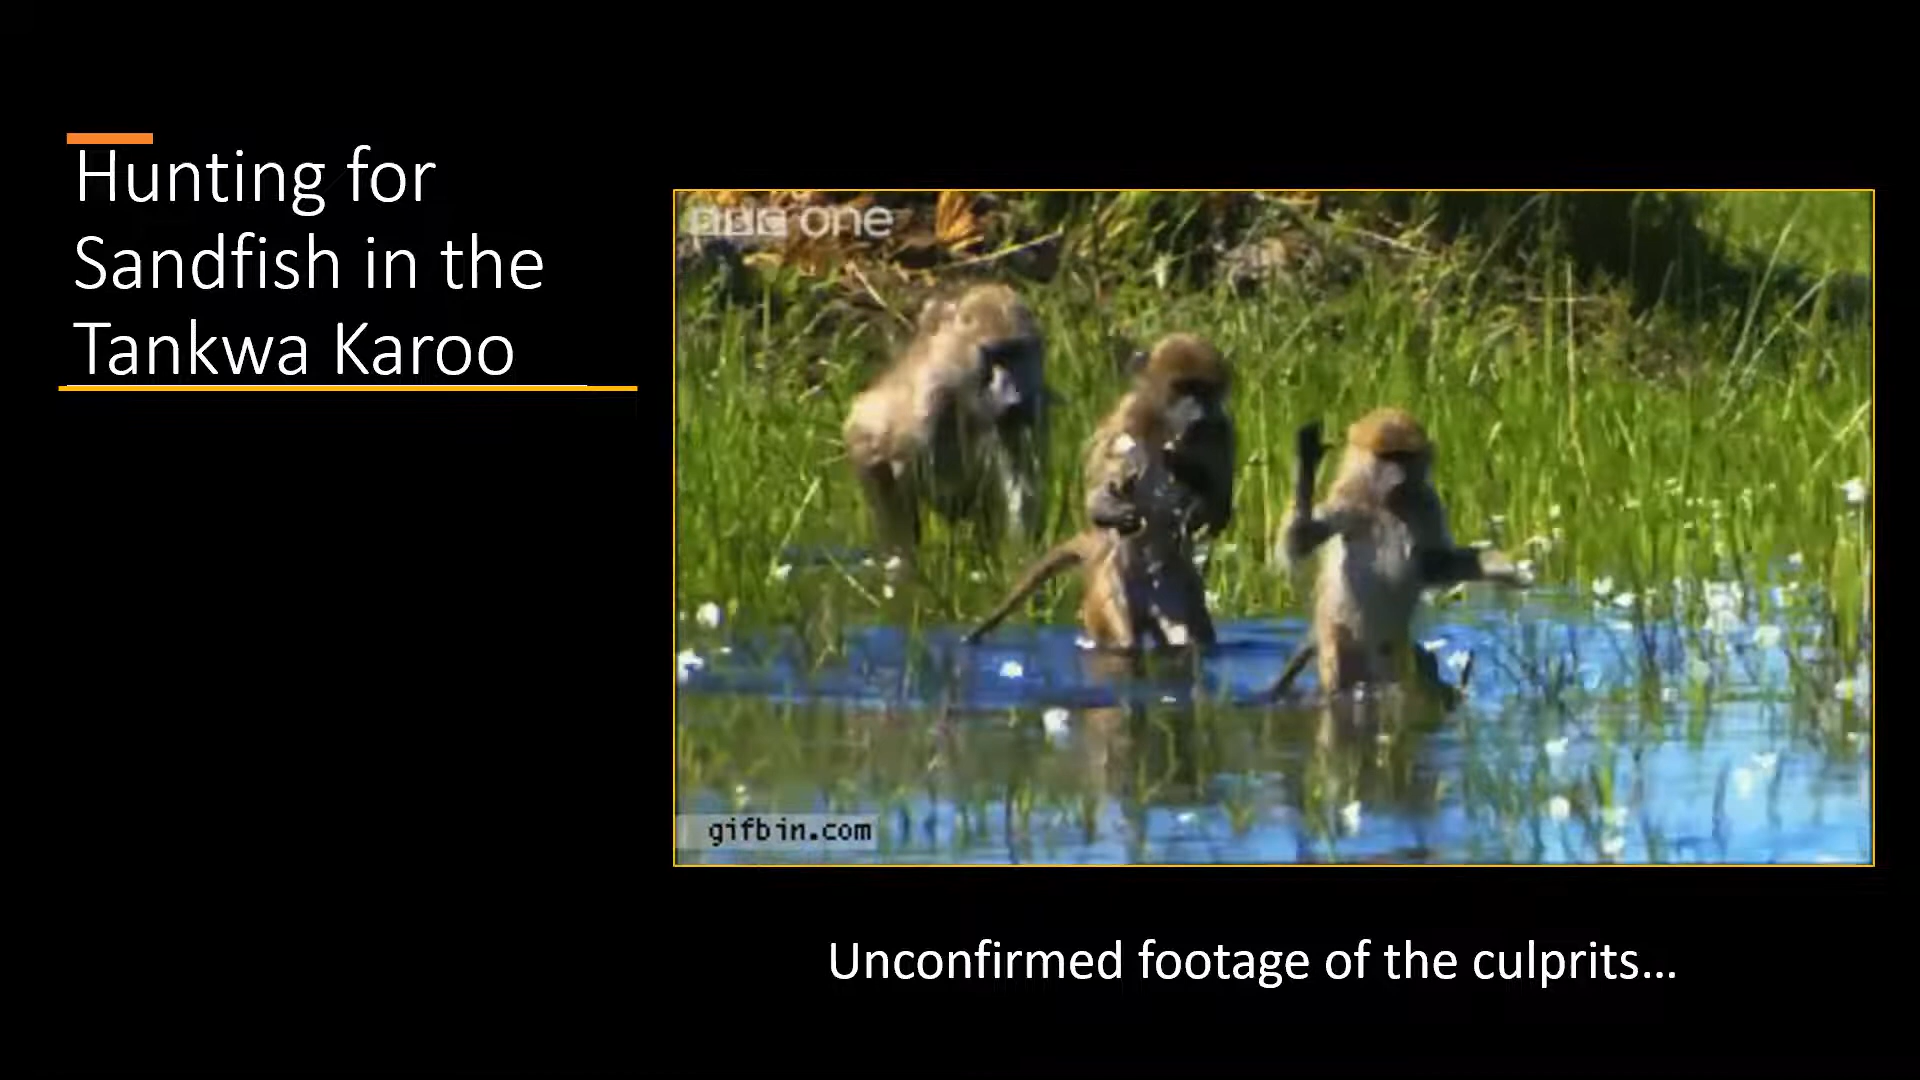 Hunting for
Sandfish in the
Tankwa Karoo
BBC one
gifbin.com
Unconfirmed footage of the culprits...